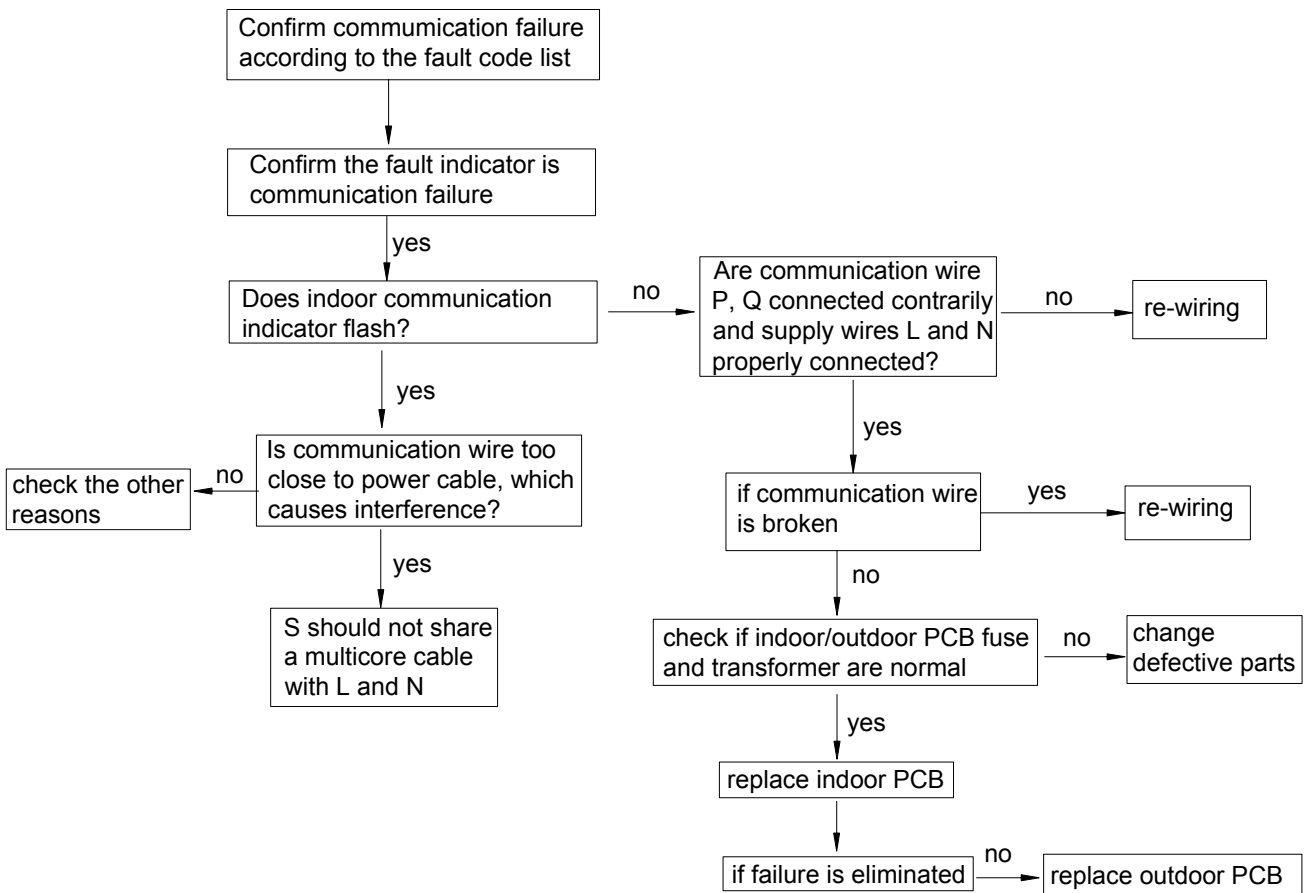 Confirm commumication failure
according to the fault code list
Confirm the fault indicator is
communication failure
yes
Does indoor communication
indicator flash?
no
Are communication wire
P, Q connected contrarily
and supply wires L and N
properly connected?
no
re-wiring
yes
Is communication wire too
close to power cable, which
causes interference?
no
check the other
reasons
yes
S should not share
a multicore cable
with L and N
yes
if communication wire
is broken
yes
re-wiring
no
check if indoor/outdoor PCB fuse
and transformer are normal
no
change
defective parts
yes
replace indoor PCB
if failure is eliminated
no
replace outdoor PCB